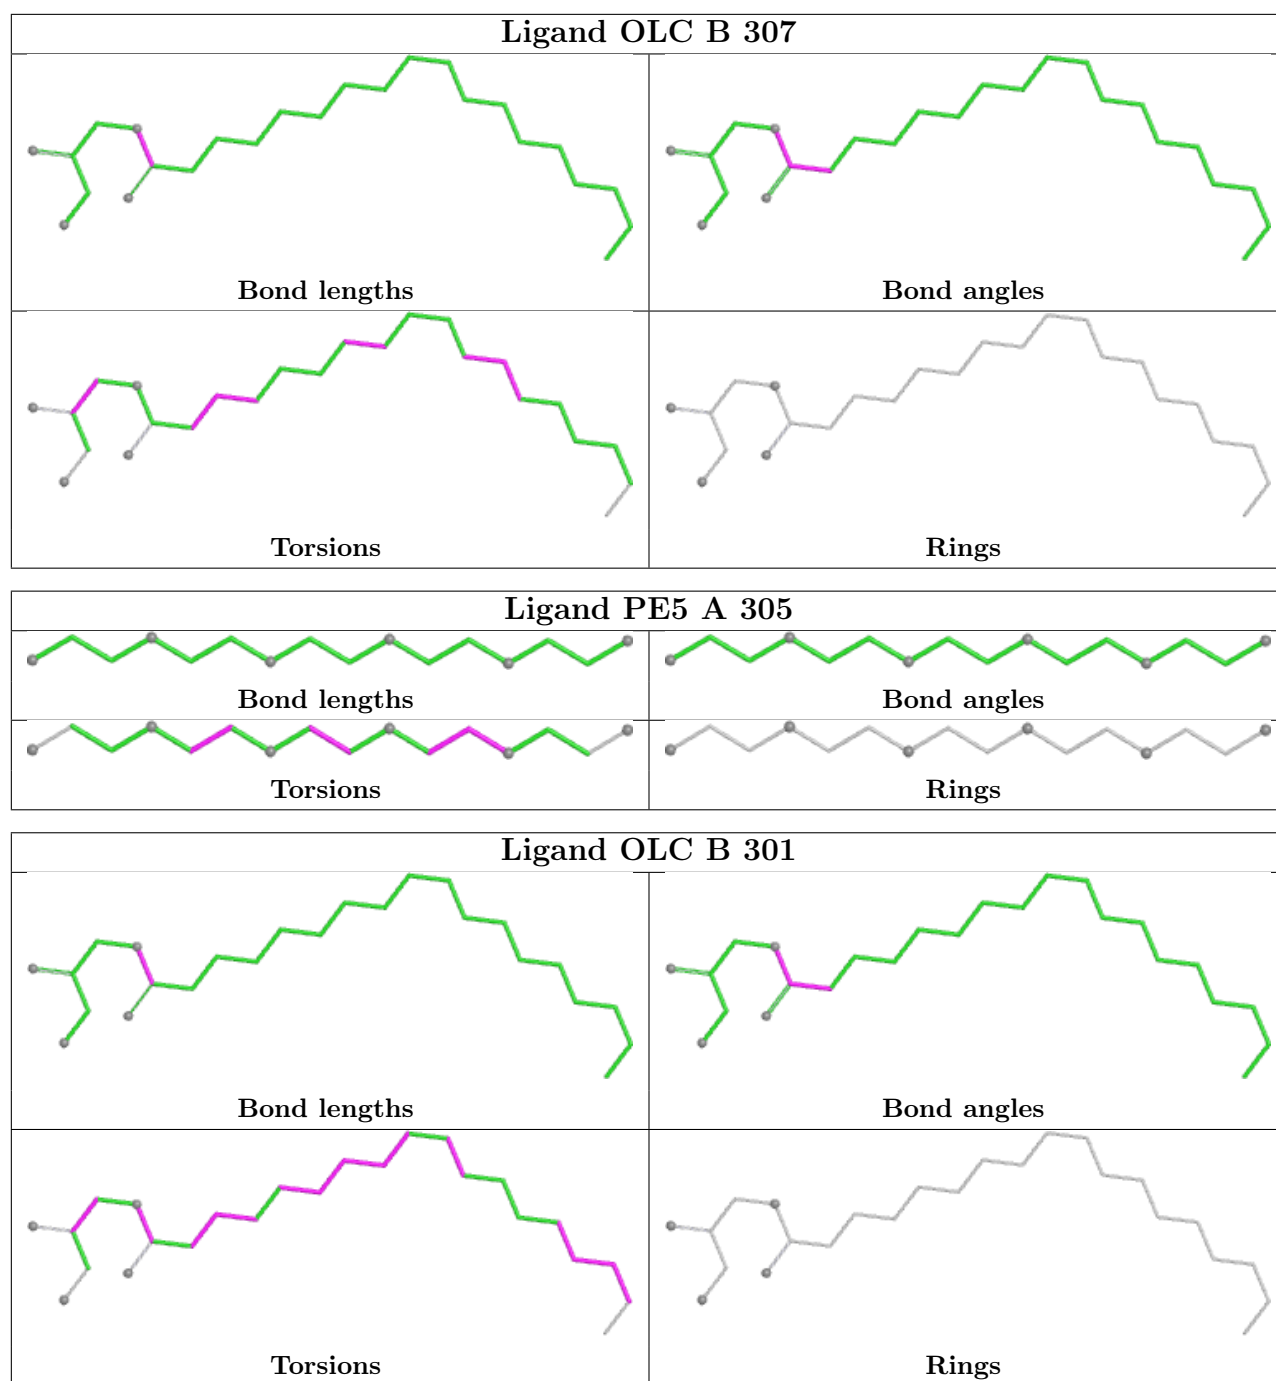 Ligand OLC B 307
Bond lengths
Bond angles
Torsions
Rings
Ligand PE5 A 305
Bond lengths
Bond angles
Torsions
Rings
Ligand OLC B 301
Bond lengths
Bond angles
Torsions
Rings